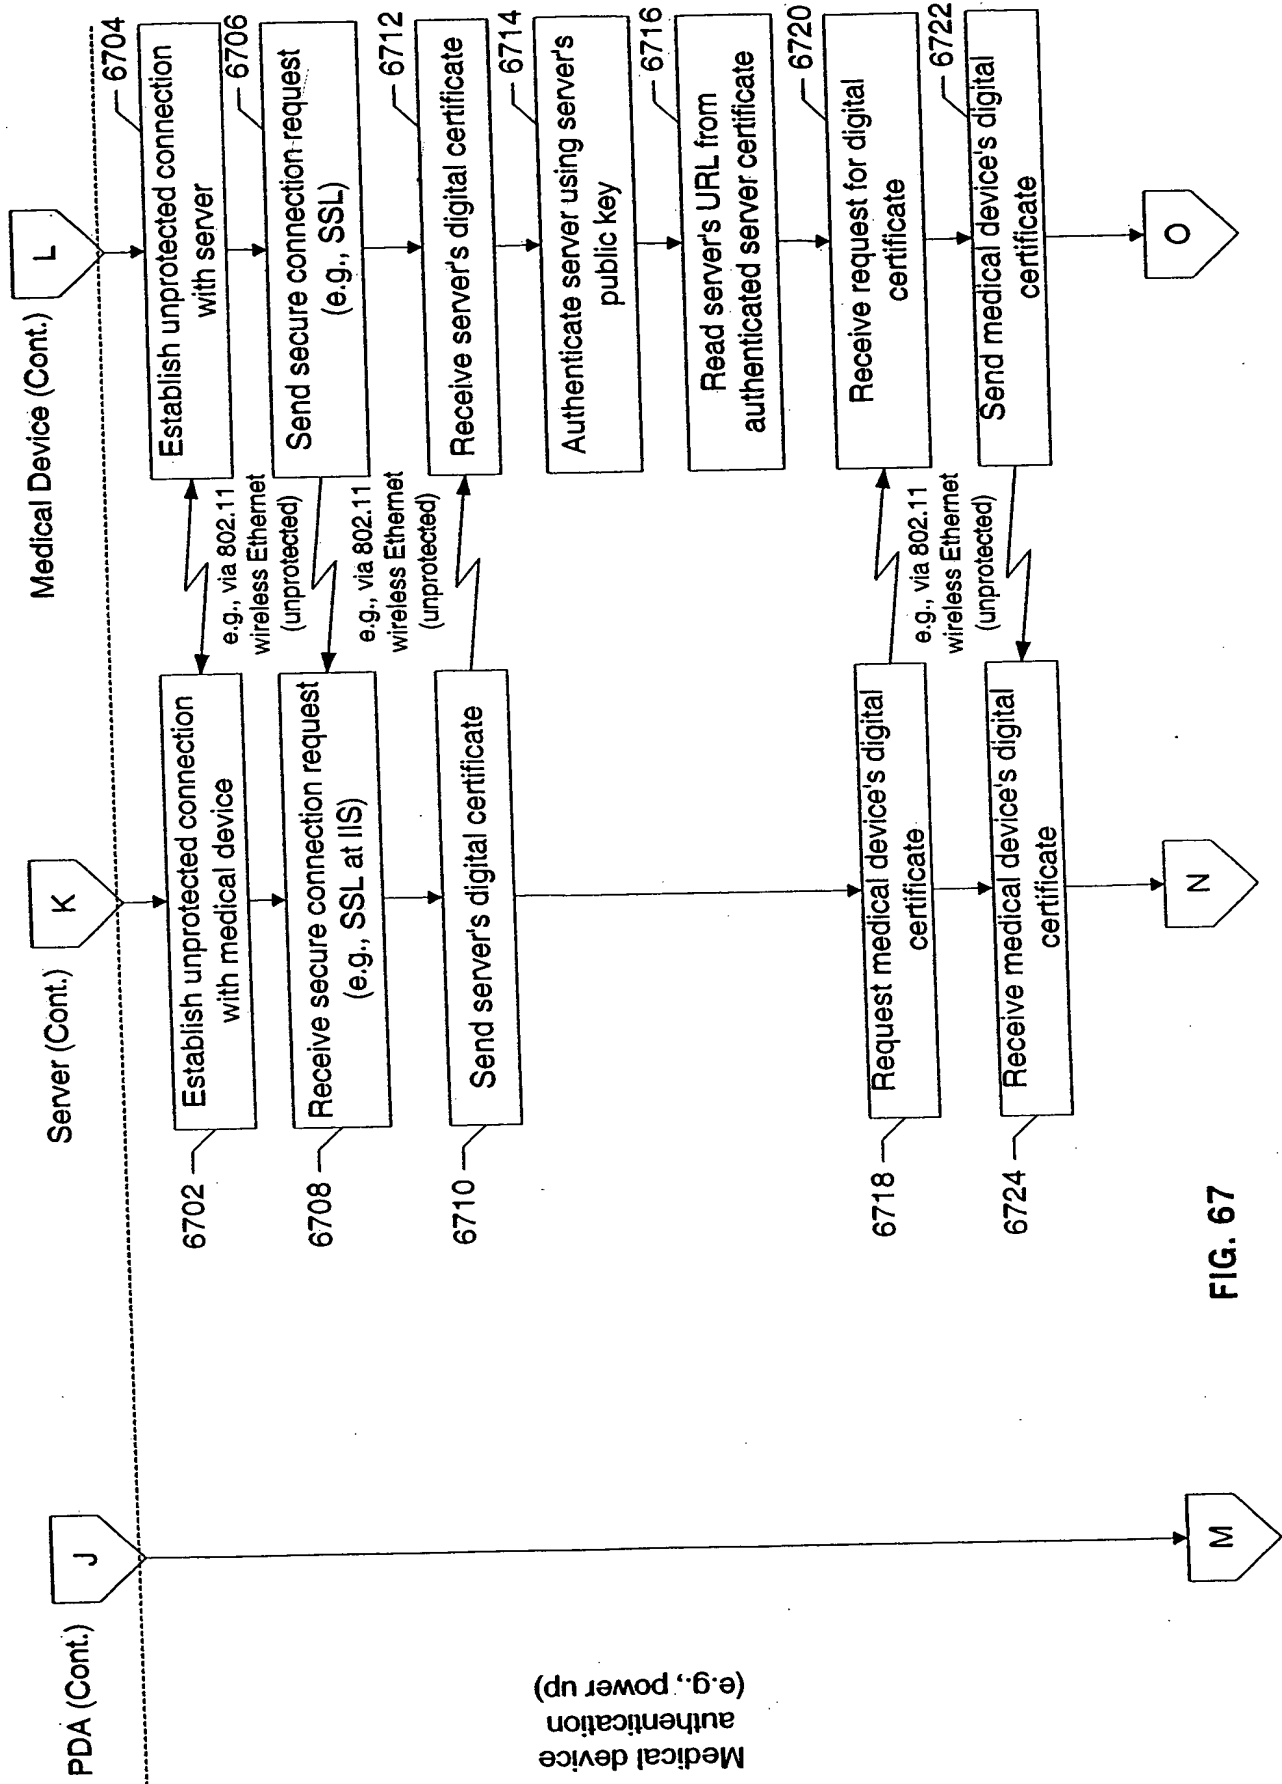 PDA (Cont.)
Server (Cont.)
Medical Device (Cont.)
J
K
L
Medical device
authentication
(e.g., power up)
6702
Establish unprotected connection
with medical device
e.g., via 802.11
wireless Ethernet
(unprotected)
6704
Establish unprotected connection
with server
6706
Send secure connection request
(e.g., SSL)
6708
Receive secure connection request
(e.g., SSL at IIS)
e.g., via 802.11
wireless Ethernet
(unprotected)
6710
Send server's digital certificate
6712
Receive server's digital certificate
6714
Authenticate server using server's
public key
6716
Read server's URL from
authenticated server certificate
6718
Request medical device's digital
certificate
6720
Receive request for digital
certificate
e.g., via 802.11
wireless Ethernet
(unprotected)
6722
Send medical device's digital
certificate
6724
Receive medical device's digital
certificate
M
N
O
FIG. 67